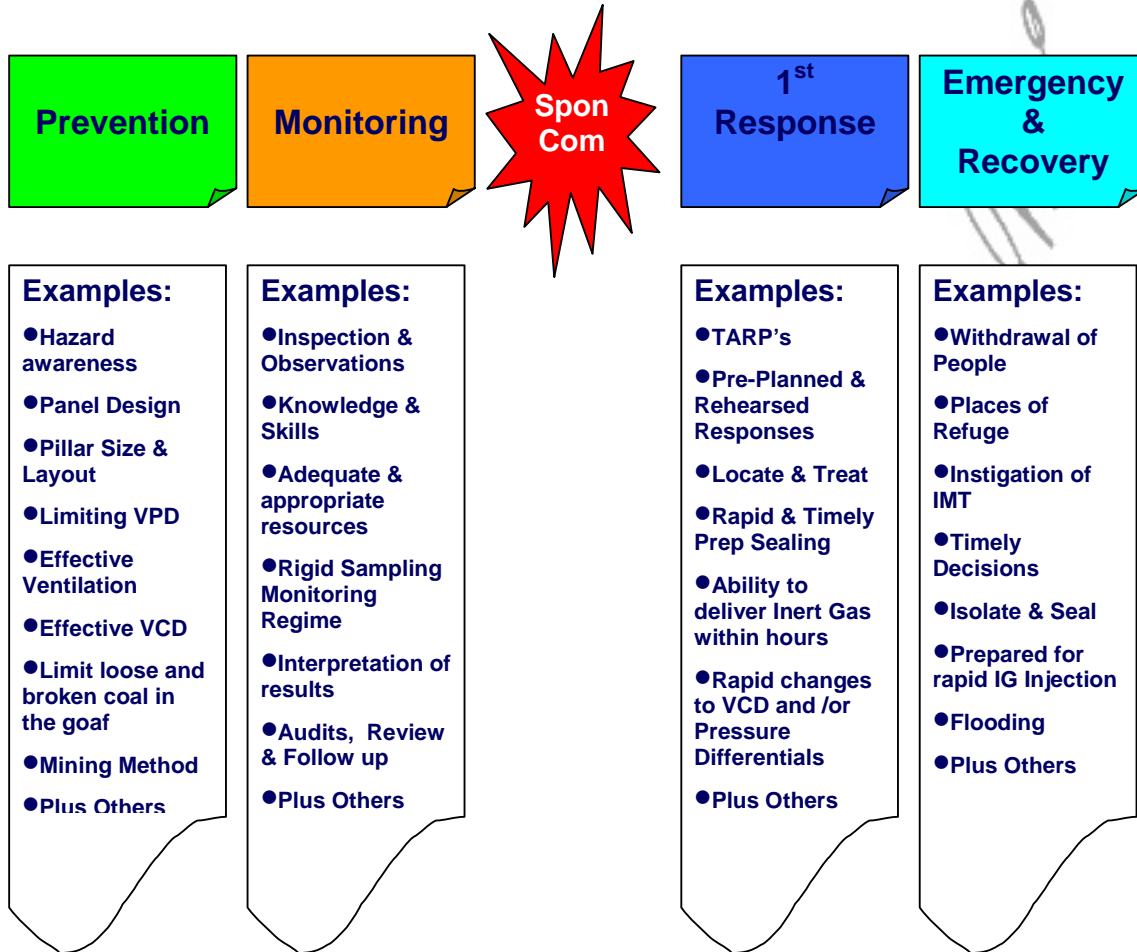 Prevention
Monitoring
Spon
Com
1st
Response
Emergency
&
Recovery
Examples:
●Hazard
awareness
●Panel Design
●Pillar Size &
Layout
●Limiting VPD
●Effective
Ventilation
●Effective VCD
●Limit loose and
broken coal in
the goaf
●Mining Method
●Plus Others
Examples:
●Inspection &
Observations
●Knowledge &
Skills
●Adequate &
appropriate
resources
●Rigid Sampling
Monitoring
Regime
●Interpretation of
results
●Audits, Review
& Follow up
●Plus Others
Examples:
●TARP's
●Pre-Planned &
Rehearsed
Responses
●Locate & Treat
●Rapid & Timely
Prep Sealing
●Ability to
deliver Inert Gas
within hours
●Rapid changes
to VCD and /or
Pressure
Differentials
●Plus Others
Examples:
●Withdrawal of
People
●Places of
Refuge
●Instigation of
IMT
●Timely
Decisions
●Isolate & Seal
●Prepared for
rapid IG Injection
●Flooding
●Plus Others